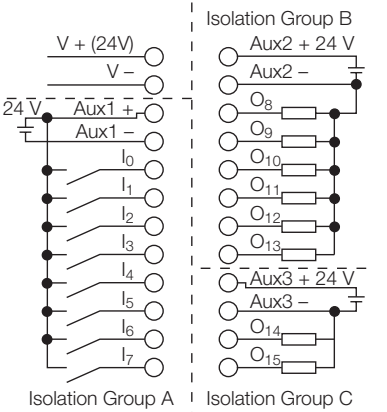 Isolation Group B
V + (24V)
V –
24 V
Aux1 +
Aux1 –
I0
I1
I2
I3
I4
I5
I6
I7
Isolation Group A
Aux2 + 24 V
Aux2 –
O8
O9
O10
O11
O12
O13
Aux3 + 24 V
Aux3 –
O14
O15
Isolation Group C